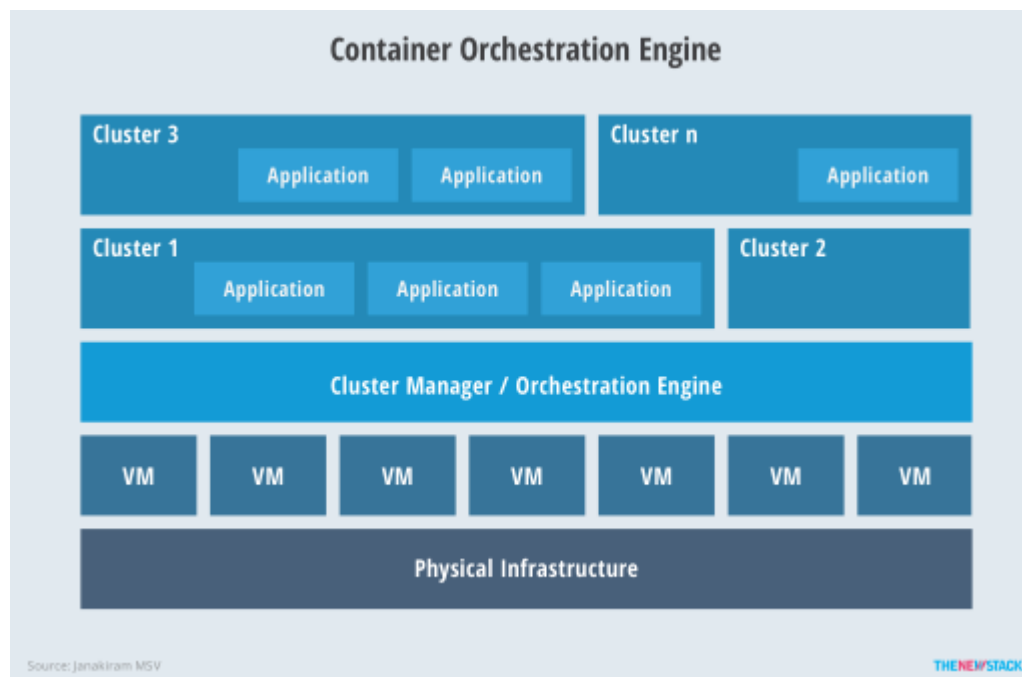 Container Orchestration Engine
Cluster 3
Application Application
Cluster n
Application
Cluster 1
Application Application Application
Cluster 2
Cluster Manager / Orchestration Engine
VM VM VM VM VM VM VM
Physical Infrastructure
Source: Janakiram MSV
THENEWSTACK